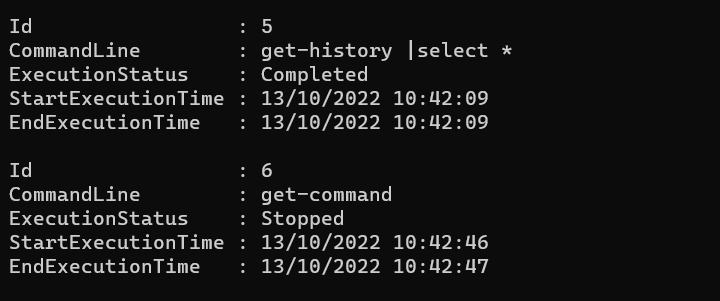 Id                 : 5
CommandLine        : get-history |select *
ExecutionStatus    : Completed
StartExecutionTime : 13/10/2022 10:42:09
EndExecutionTime   : 13/10/2022 10:42:09

Id                 : 6
CommandLine        : get-command
ExecutionStatus    : Stopped
StartExecutionTime : 13/10/2022 10:42:46
EndExecutionTime   : 13/10/2022 10:42:47